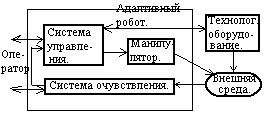 Адаптивный
робот.
Технолог.
оборудо-
вание.
Система
управле-
ния.
Опе-
ратор
Манипу-
лятор.
Внешняя
среда.
Система очувствления.